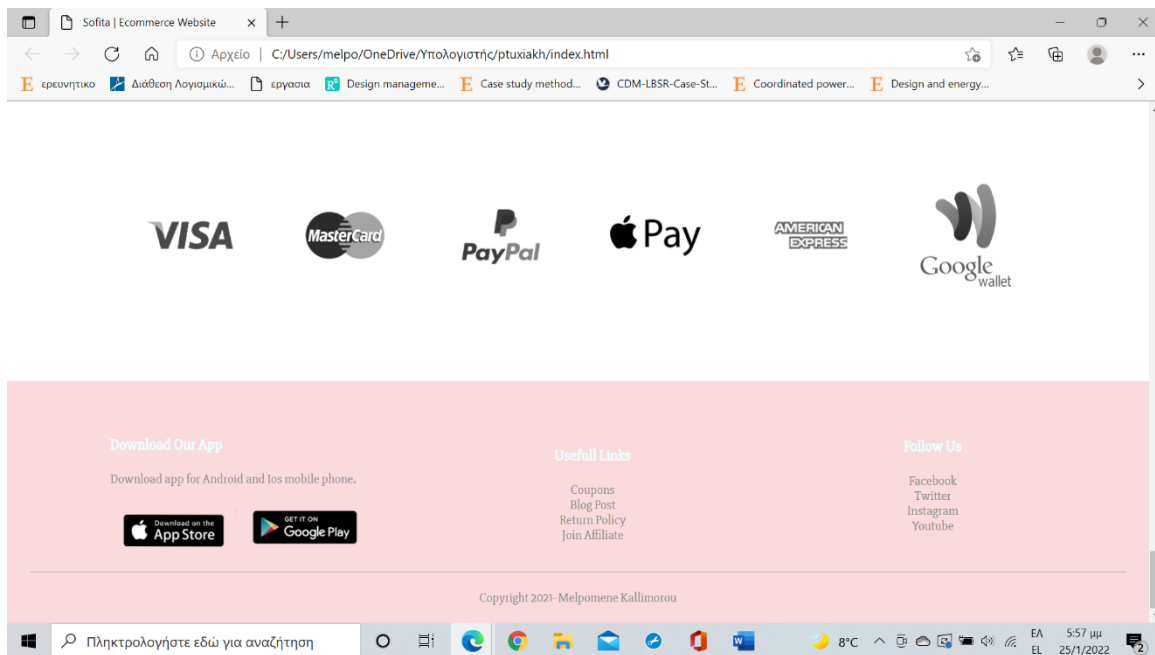 Sofita | Ecommerce Website
Αρχείο | C:/Users/melpo/OneDrive/Υπολογιστής/ptuxiakh/index.html
ερευνητικο Διάθεση Λογισμικώ... εργασια Design manageme... Case study method... CDM-LBSR-Case-St... Coordinated power... Design and energy...
VISA MasterCard PayPal Pay AMERICAN EXPRESS Google wallet
Download Our App
Download app for Android and Ios mobile phone.
Download on the App Store
GET IT ON Google Play
Usefull Links
Coupons
Blog Post
Return Policy
Join Affiliate
Follow Us
Facebook
Twitter
Instagram
Youtube
Copyright 2021- Melpomene Kallimorou
Πληκτρολογήστε εδώ για αναζήτηση
8°C
ΕΛ
EL
5:57 μμ
25/1/2022
2